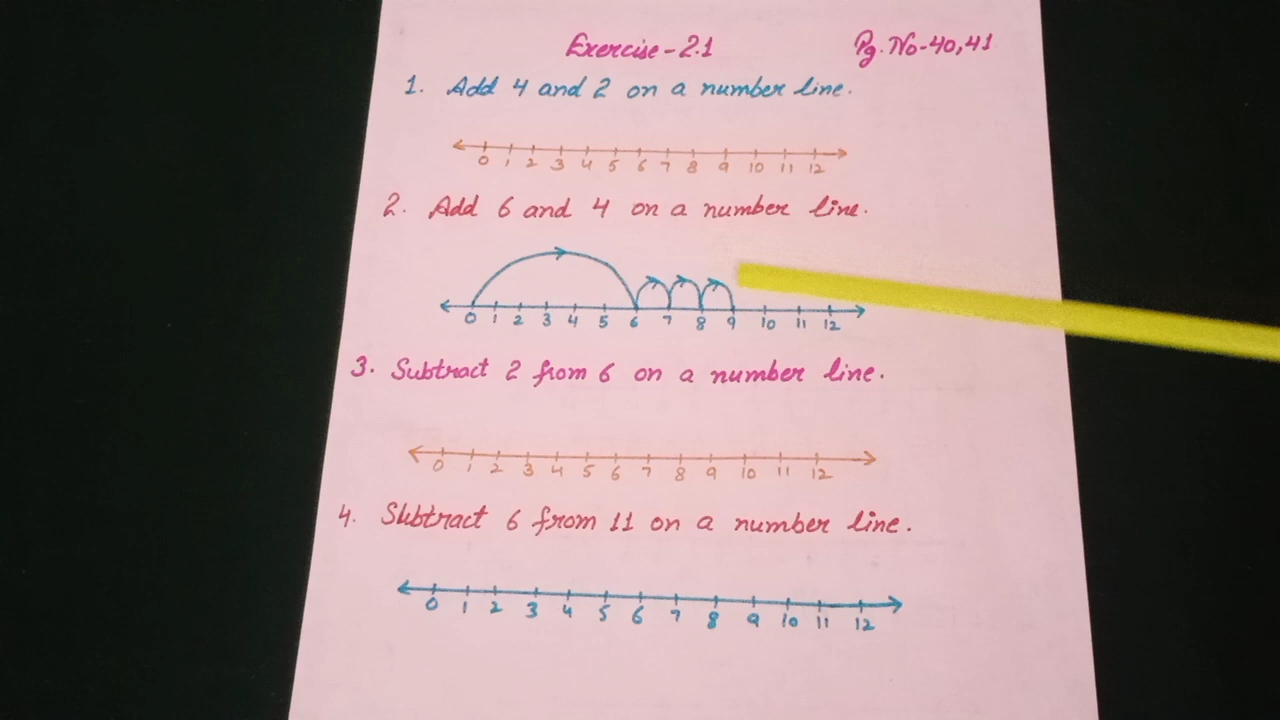 Exercise-2.1 Pg. No-40,41
1. Add 4 and 2 on a number line.
0 1 2 3 4 5 6 7 8 9 10 11 12
2. Add 6 and 4 on a number line.
0 1 2 3 4 5 6 7 8 9 10 11 12
3. Subtract 2 from 6 on a number line.
0 1 2 3 4 5 6 7 8 9 10 11 12
4. Subtract 6 from 11 on a number line.
0 1 2 3 4 5 6 7 8 9 10 11 12